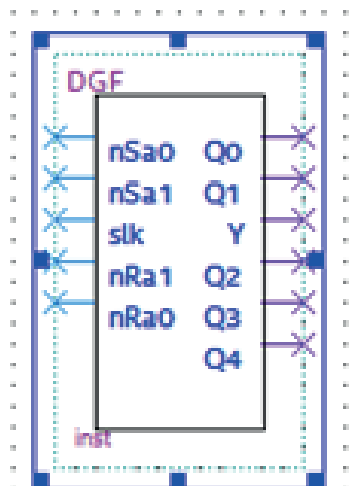 DGF
nSa0 Q0
nSa1 Q1
slk Y
nRa1 Q2
nRa0 Q3
Q4
inst